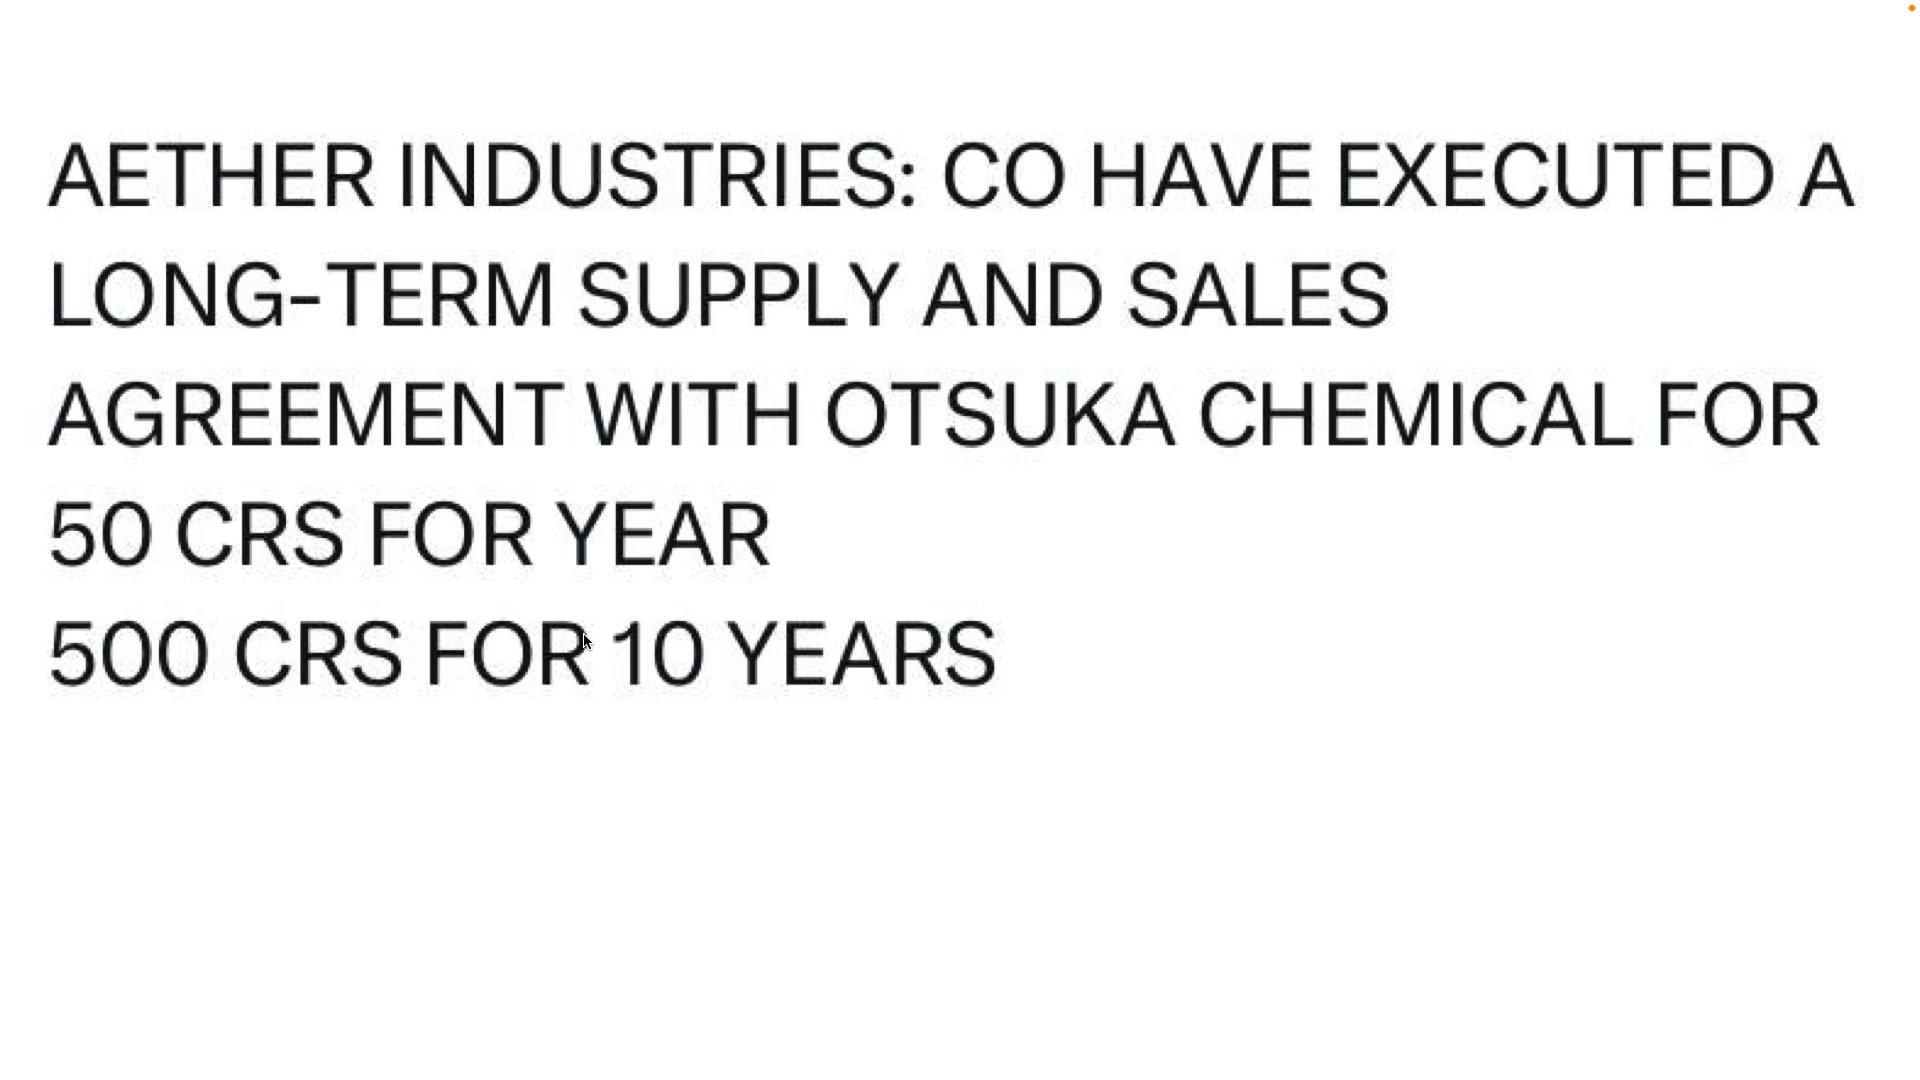 AETHER INDUSTRIES: CO HAVE EXECUTED A
LONG-TERM SUPPLY AND SALES
AGREEMENT WITH OTSUKA CHEMICAL FOR
50 CRS FOR YEAR
500 CRS FOR 10 YEARS